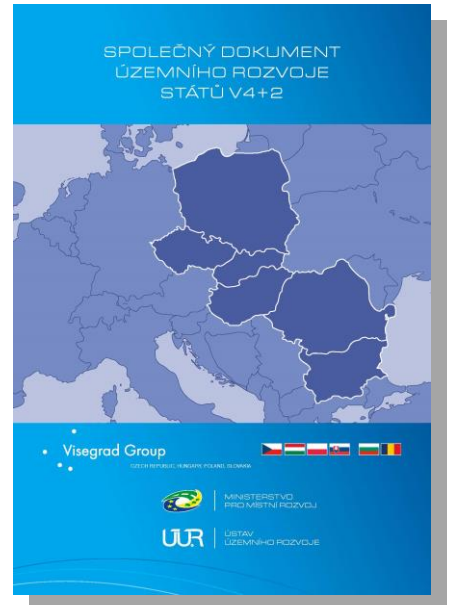 SPOLEČNÝ DOKUMENT
ÚZEMNÍHO ROZVOJE
STÁTŮ V4+2
Visegrad Group
CZECH REPUBLIC, HUNGARY, POLAND, SLOVAKIA
MINISTERSTVO
PRO MÍSTNÍ ROZVOJ
UUR
ÚSTAV
ÚZEMNÍHO ROZVOJE